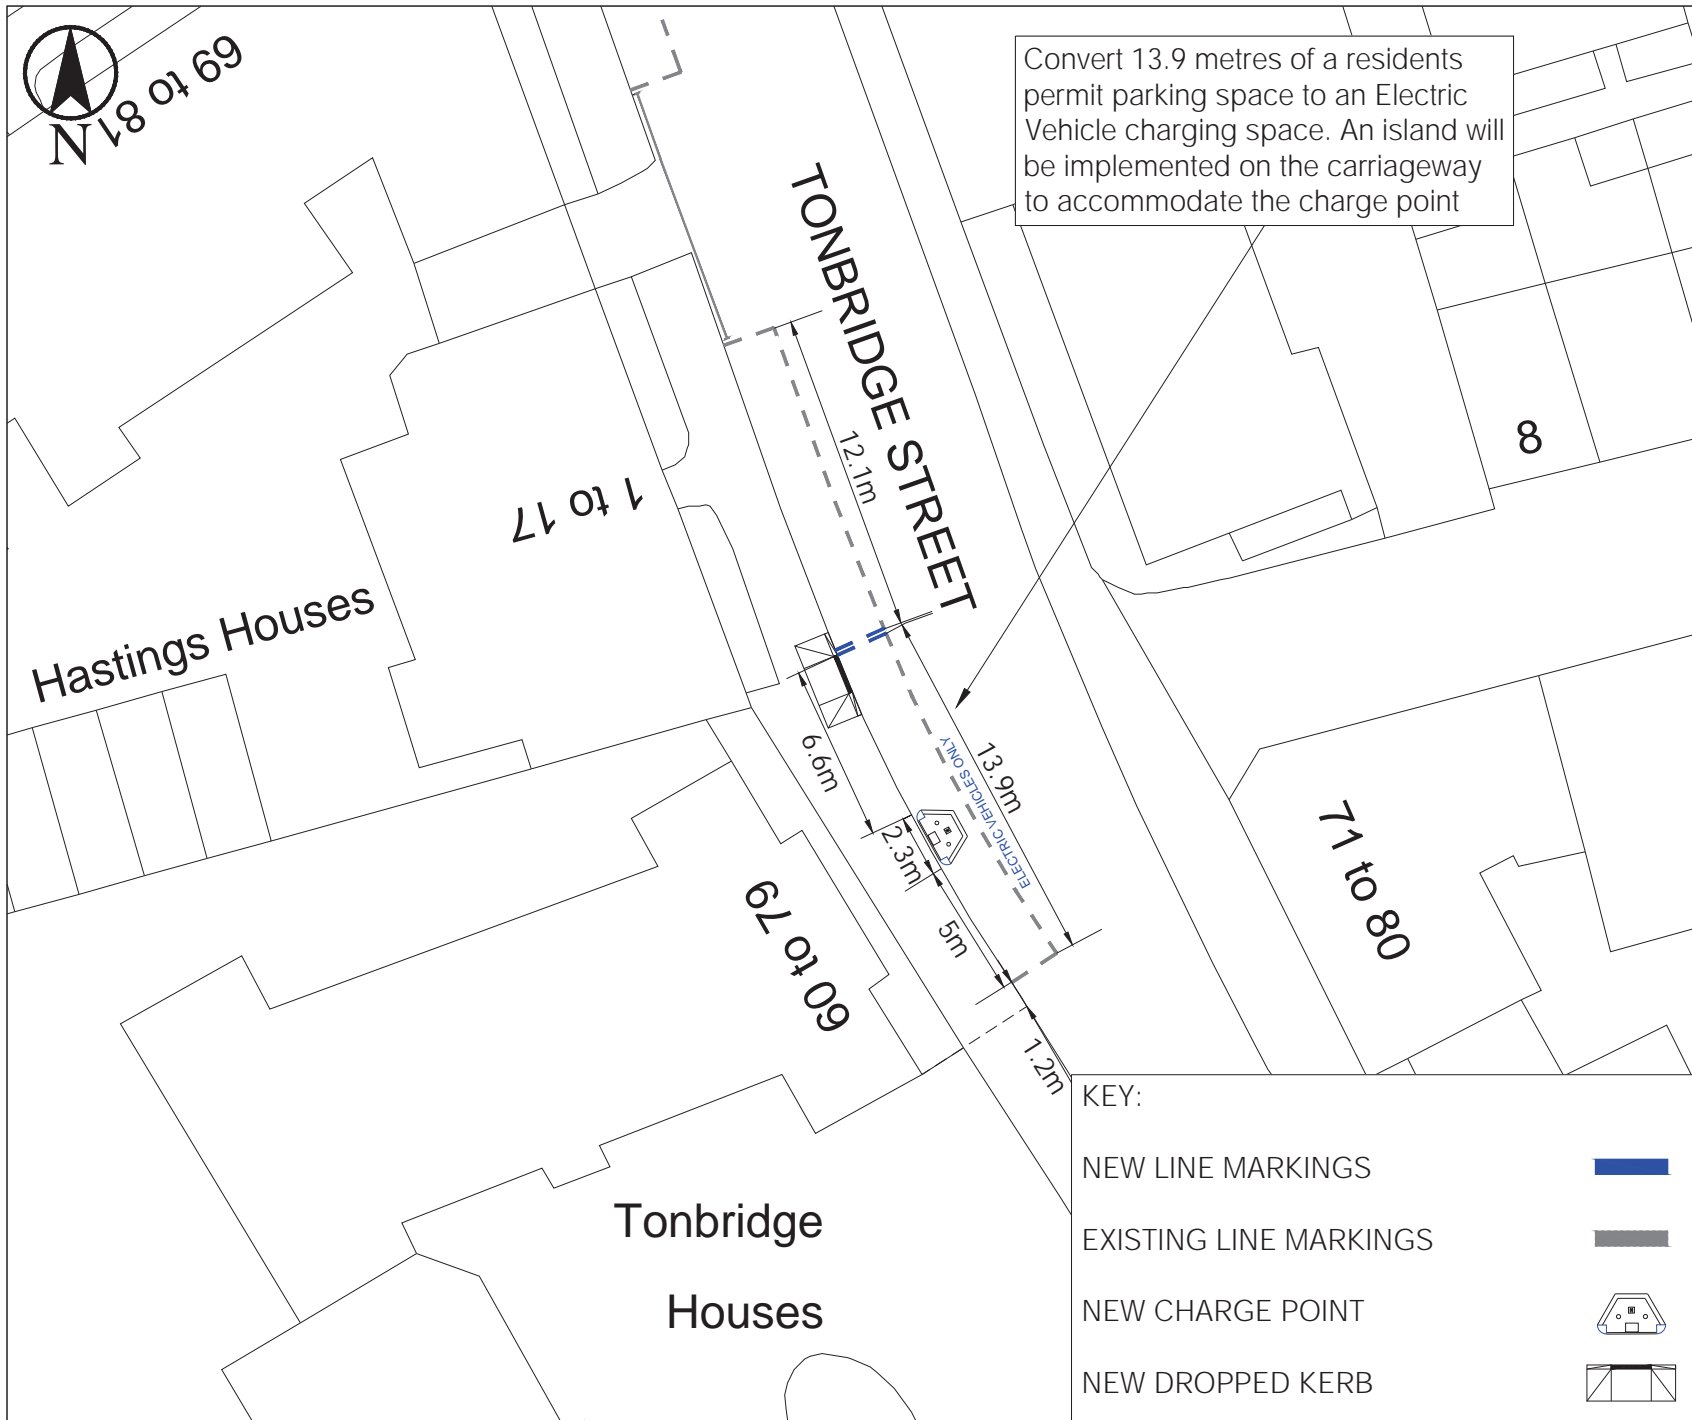 N
69 to 81
Convert 13.9 metres of a residents
permit parking space to an Electric
Vehicle charging space. An island will
be implemented on the carriageway
to accommodate the charge point
TONBRIDGE STREET
12.1m
8
1 to 17
Hastings Houses
6.6m
13.9m
ELECTRIC VEHICLES ONLY
2.3m
5m
71 to 80
60 to 79
1.2m
Tonbridge
Houses
KEY:
NEW LINE MARKINGS
EXISTING LINE MARKINGS
NEW CHARGE POINT
NEW DROPPED KERB